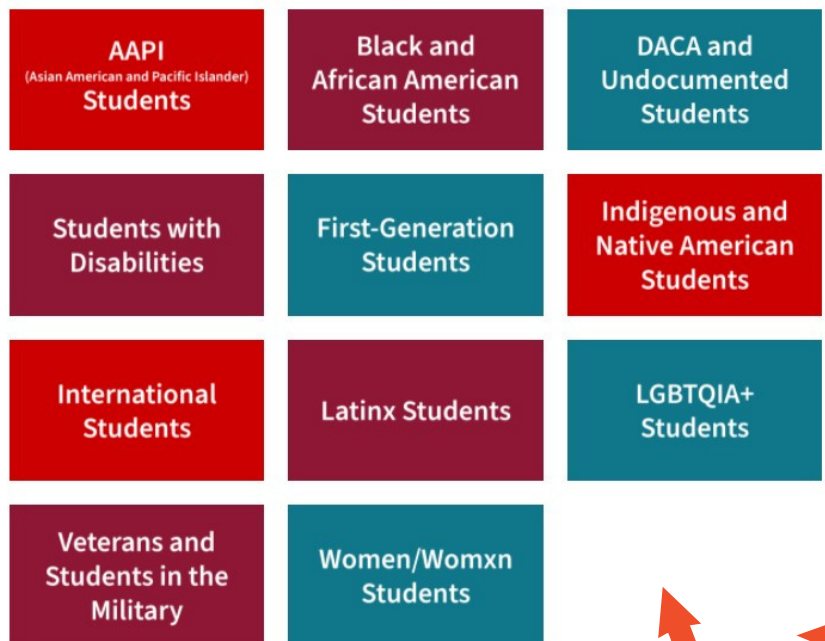 AAPI
(Asian American and Pacific Islander)
Students
Black and
African American
Students
DACA and
Undocumented
Students
Students with
Disabilities
First-Generation
Students
Indigenous and
Native American
Students
International
Students
Latinx Students
LGBTQIA+
Students
Veterans and
Students in the
Military
Women/Womxn
Students